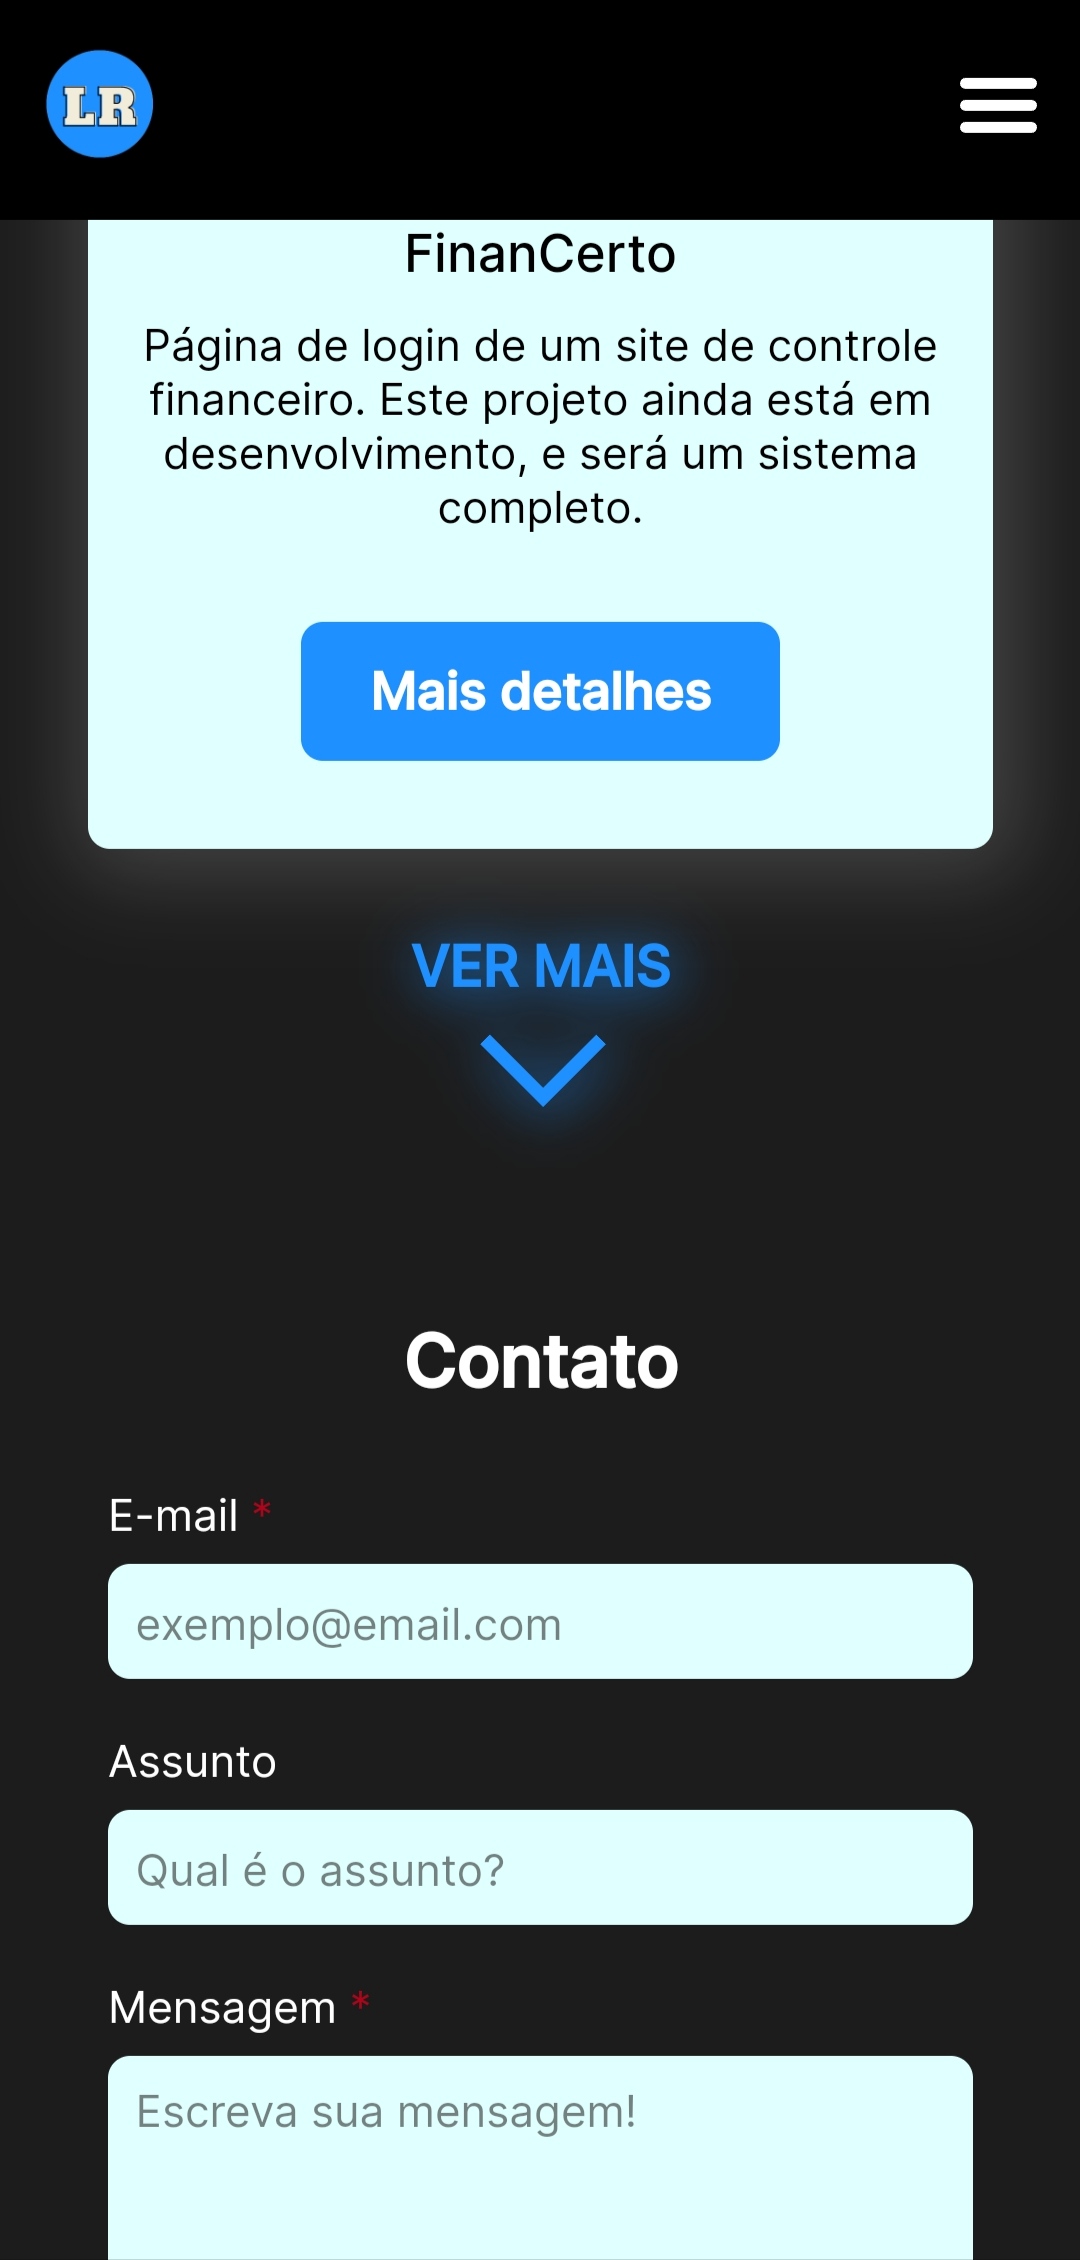 LR
FinanCerto
Página de login de um site de controle
financeiro. Este projeto ainda está em
desenvolvimento, e será um sistema
completo.
Mais detalhes
VER MAIS
Contato
E-mail *
exemplo@email.com
Assunto
Qual é o assunto?
Mensagem *
Escreva sua mensagem!